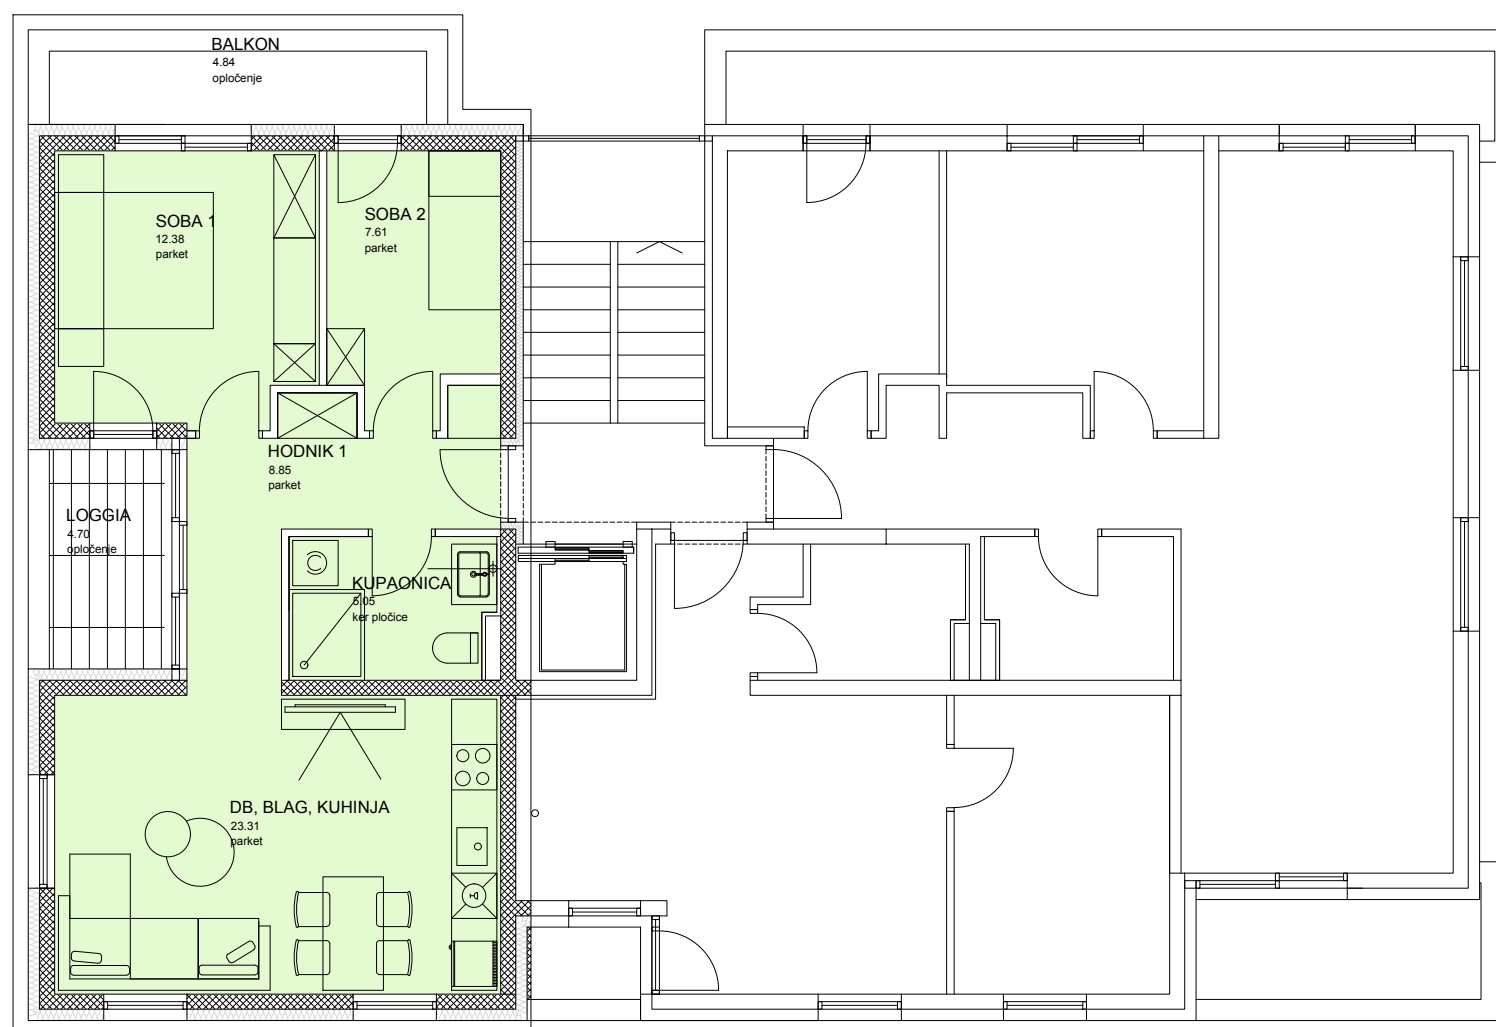 BALKON
4.84
opločenje
SOBA 1
12.38
parket
SOBA 2
7.61
parket
HODNIK 1
8.85
parket
LOGGIA
4.70
opločenje
KUPAONICA
5.05
ker pločice
DB, BLAG, KUHINJA
23.31
parket